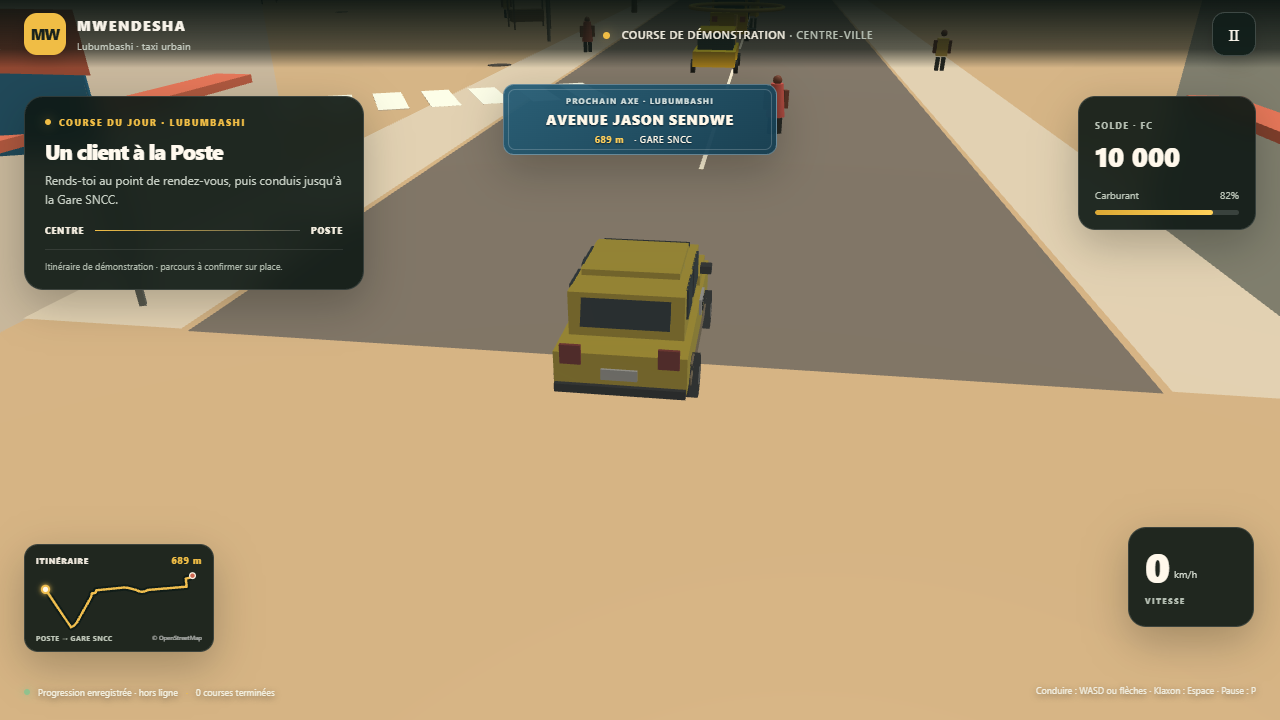 MW
MWENDESHA
Lubumbashi · taxi urbain
COURSE DE DÉMONSTRATION · CENTRE-VILLE
II
COURSE DU JOUR · LUBUMBASHI
Un client à la Poste
Rends-toi au point de rendez-vous, puis conduis jusqu'à
la Gare SNCC.
CENTRE
POSTE
Itinéraire de démonstration · parcours à confirmer sur place.
PROCHAIN AXE · LUBUMBASHI
AVENUE JASON SENDWE
689 m · GARE SNCC
SOLDE · FC
10 000
Carburant 82%
ITINÉRAIRE 689 m
POSTE → GARE SNCC © OpenStreetMap
0 km/h
VITESSE
Progression enregistrée · hors ligne 0 courses terminées
Conduire : WASD ou flèches · Klaxon : Espace · Pause : P